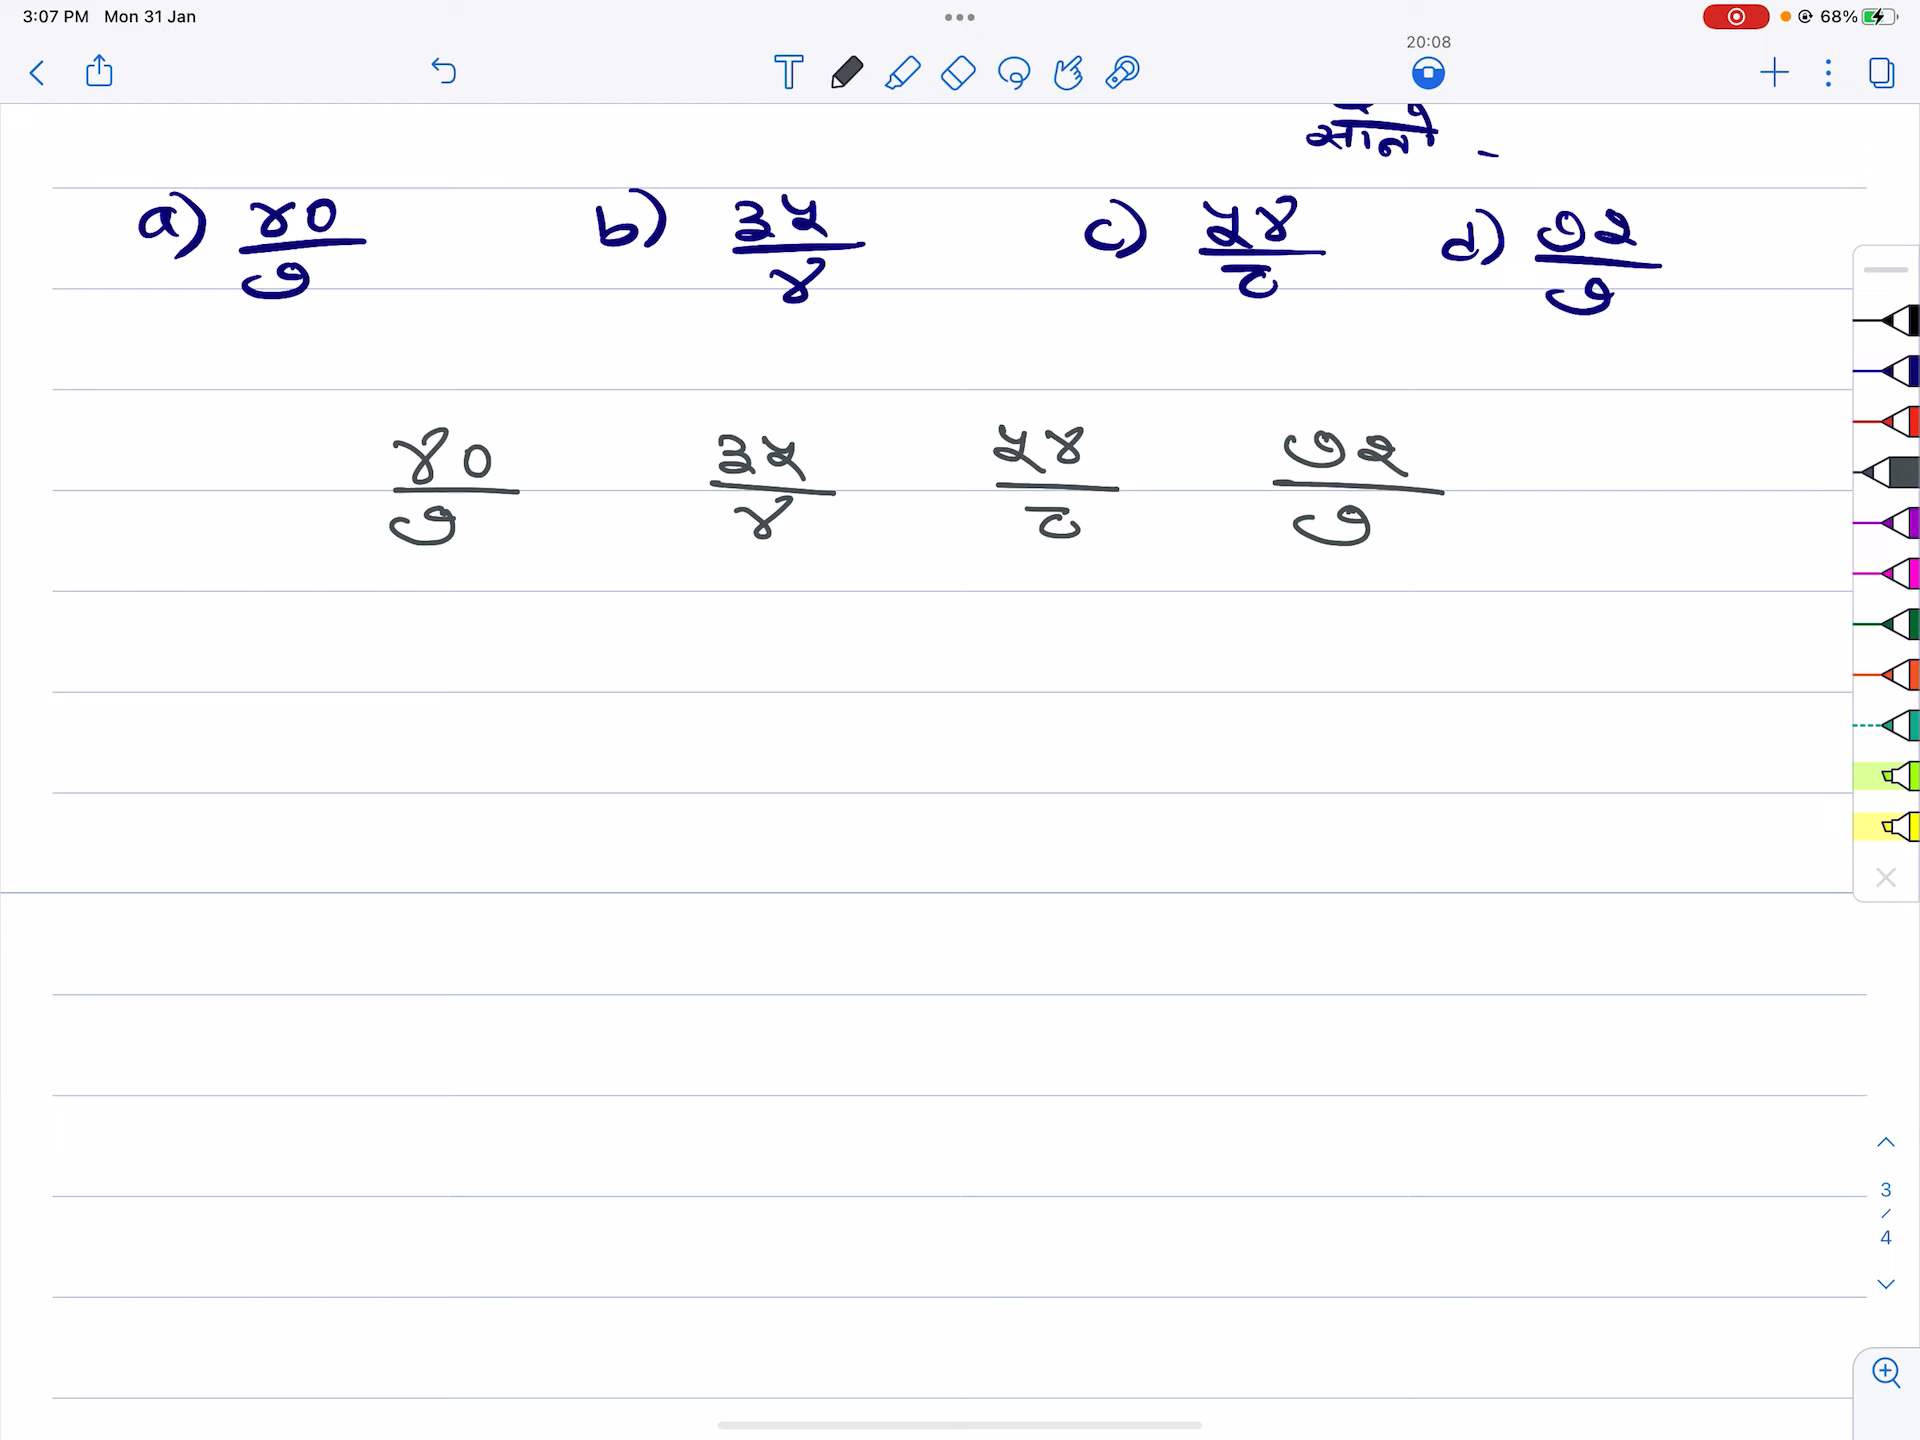 3:07 PM Mon 31 Jan
68%
20:08
सानो -
a) ४० b) ३५ c) ५४ d) ७२
७ ४ ८ ७
४० ३५ ५४ ७२
७ ४ ८ ७
3
/
4